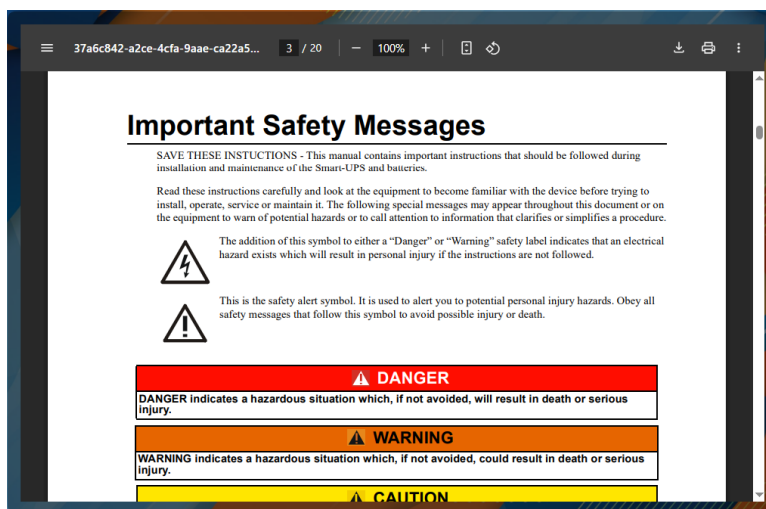 37a6c842-a2ce-4cfa-9aae-ca22a5...
3 / 20
100%
Important Safety Messages
SAVE THESE INSTUCTIONS - This manual contains important instructions that should be followed during
installation and maintenance of the Smart-UPS and batteries.
Read these instructions carefully and look at the equipment to become familiar with the device before trying to
install, operate, service or maintain it. The following special messages may appear throughout this document or on
the equipment to warn of potential hazards or to call attention to information that clarifies or simplifies a procedure.
The addition of this symbol to either a “Danger” or “Warning” safety label indicates that an electrical
hazard exists which will result in personal injury if the instructions are not followed.
This is the safety alert symbol. It is used to alert you to potential personal injury hazards. Obey all
safety messages that follow this symbol to avoid possible injury or death.
DANGER
DANGER indicates a hazardous situation which, if not avoided, will result in death or serious
injury.
WARNING
WARNING indicates a hazardous situation which, if not avoided, could result in death or serious
injury.
CAUTION